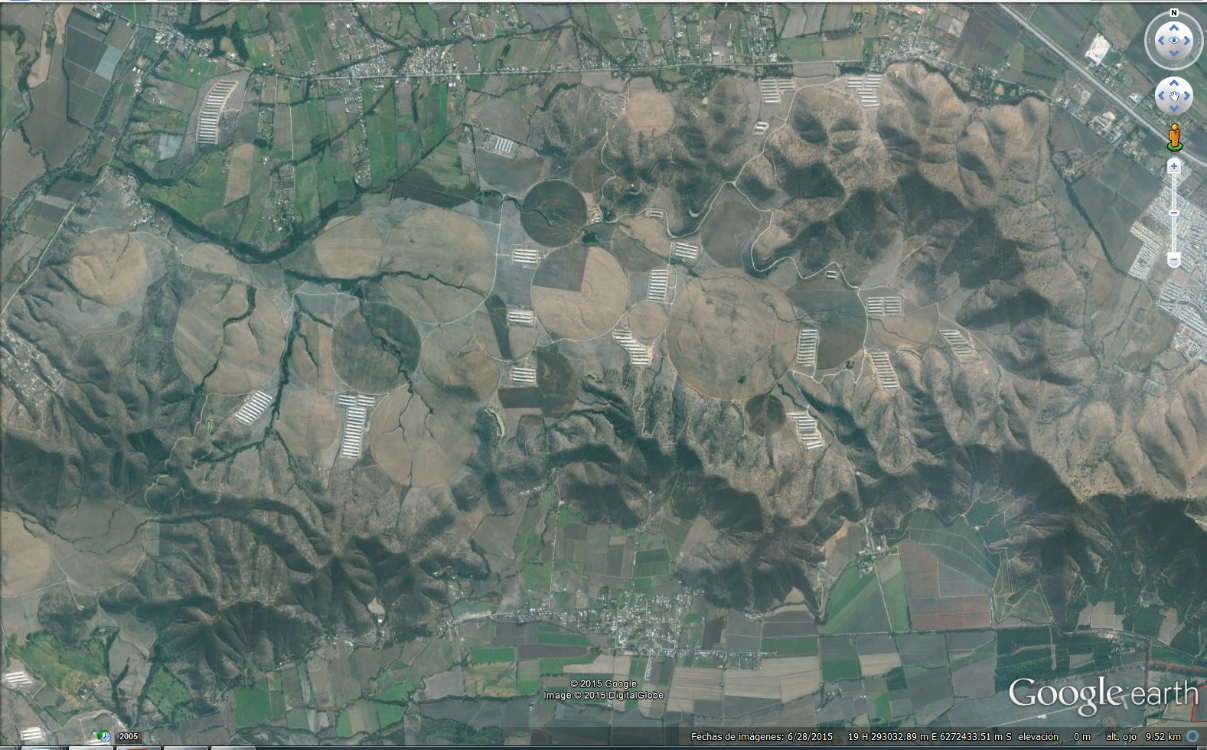 N
© 2015 Google
Image © 2015 DigitalGlobe
Google earth
2005
Fechas de imágenes: 6/28/2015 19 H 293032.89 m E 6272433.51 m S elevación 0 m alt. ojo 9.52 km